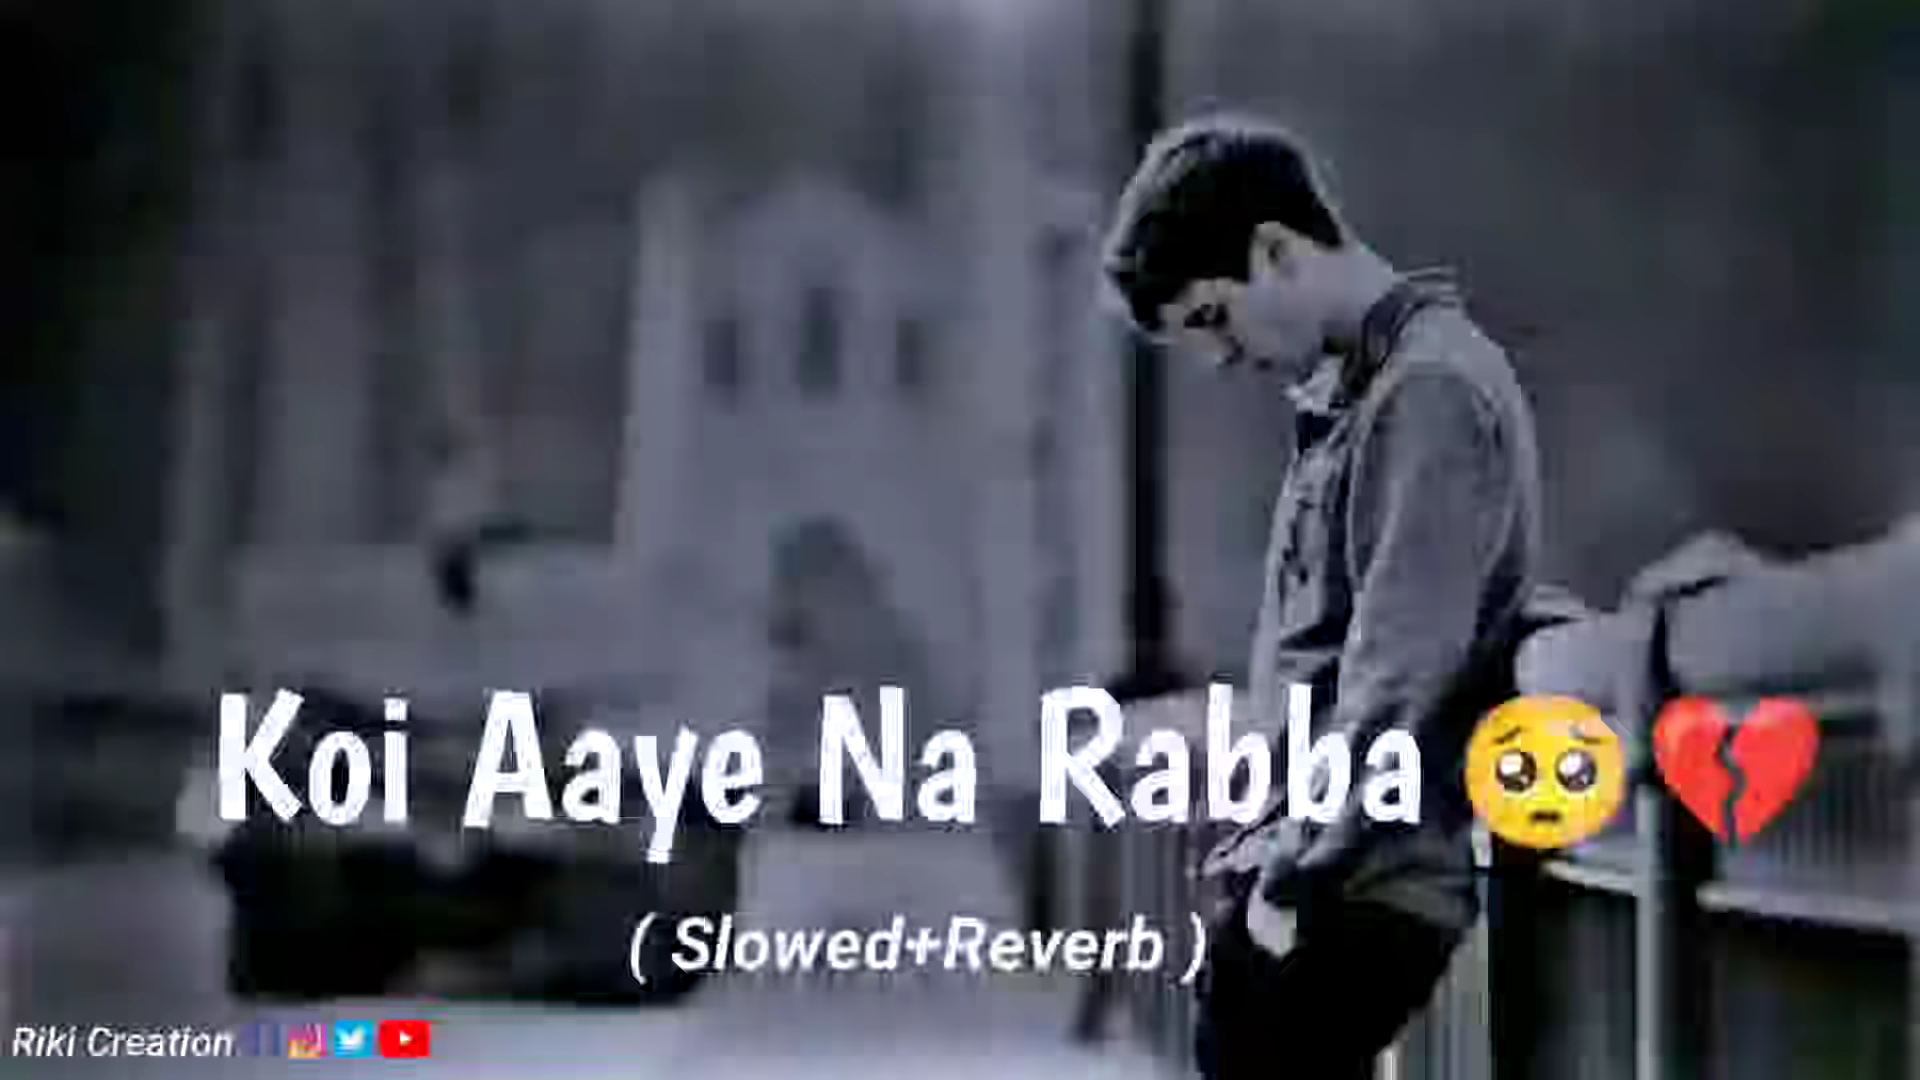 Koi Aaye Na Rabba 🥺💔
( Slowed+Reverb )
Riki Creation